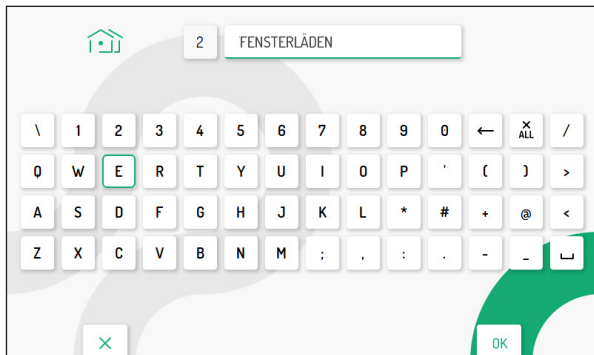 2 FENSTERLÄDEN
\ 1 2 3 4 5 6 7 8 9 0 ← X ALL /
Q W E R T Y U I O P ' ( ) >
A S D F G H J K L * # + @ <
Z X C V B N M ; , : . - _
OK